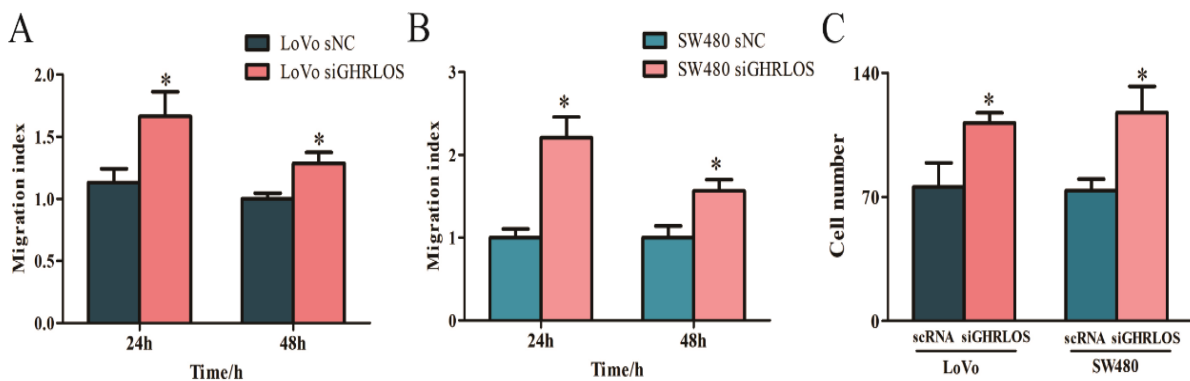 A
LoVo sNC
LoVo siGHRLOS
Migration index
2.0
1.5
1.0
0.5
0.0
*
*
24h
48h
Time/h
B
SW480 sNC
SW480 siGHRLOS
Migration index
3
2
1
0
*
*
24h
48h
Time/h
C
Cell number
140
70
0
*
*
scRNA siGHRLOS
scRNA siGHRLOS
LoVo
SW480